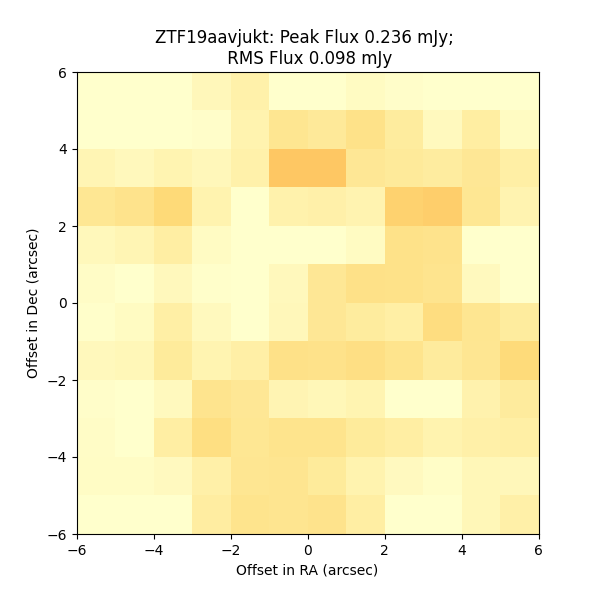 ZTF19aavjukt: Peak Flux 0.236 mJy;
RMS Flux 0.098 mJy
6
4
2
0
−2
−4
−6
Offset in Dec (arcsec)
−6 −4 −2 0 2 4 6
Offset in RA (arcsec)